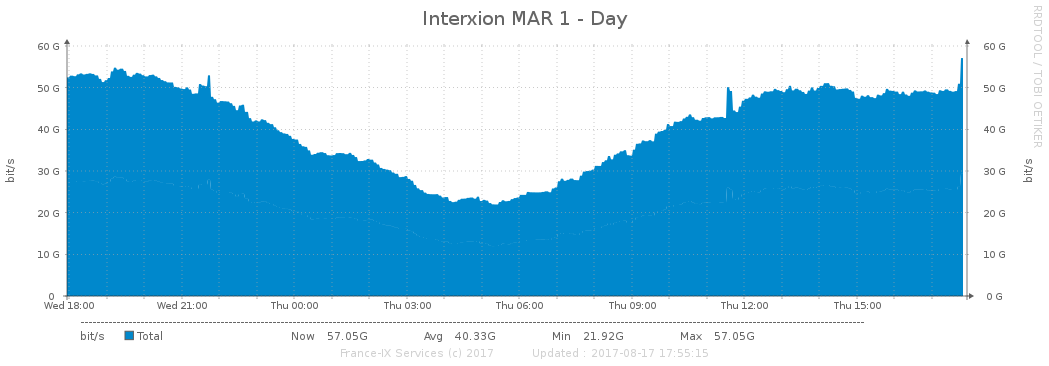 Interxion MAR 1 - Day
RRDTOOL / TOBI OETIKER
60 G 60 G
50 G 50 G
40 G 40 G
30 G 30 G
20 G 20 G
10 G 10 G
0 0 G
bit/s bit/s
Wed 18:00 Wed 21:00 Thu 00:00 Thu 03:00 Thu 06:00 Thu 09:00 Thu 12:00 Thu 15:00
bit/s Total Now 57.05G Avg 40.33G Min 21.92G Max 57.05G
France-IX Services (c) 2017 Updated : 2017-08-17 17:55:15